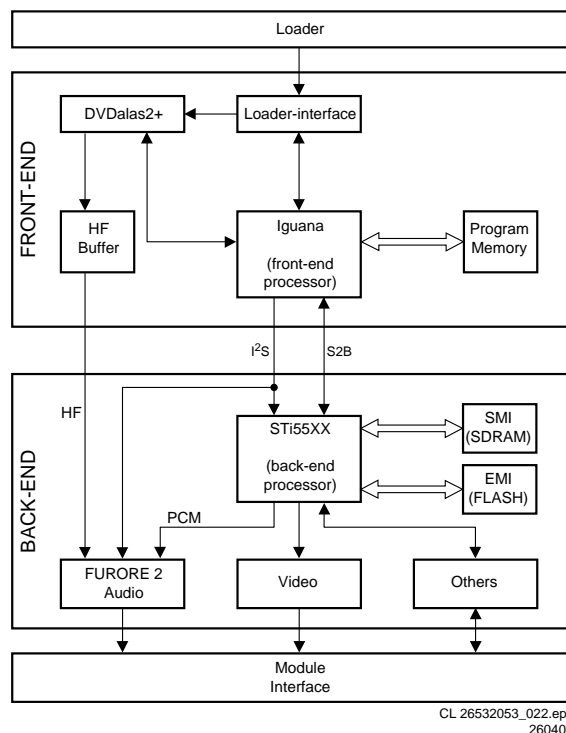 Loader
FRONT-END
DVDalas2+
Loader-interface
HF
Buffer
Iguana
(front-end
processor)
Program
Memory
I²S
S2B
BACK-END
HF
STi55XX
(back-end
processor)
SMI
(SDRAM)
EMI
(FLASH)
PCM
FURORE 2
Audio
Video
Others
Module
Interface
CL 26532053_022.ep
26040